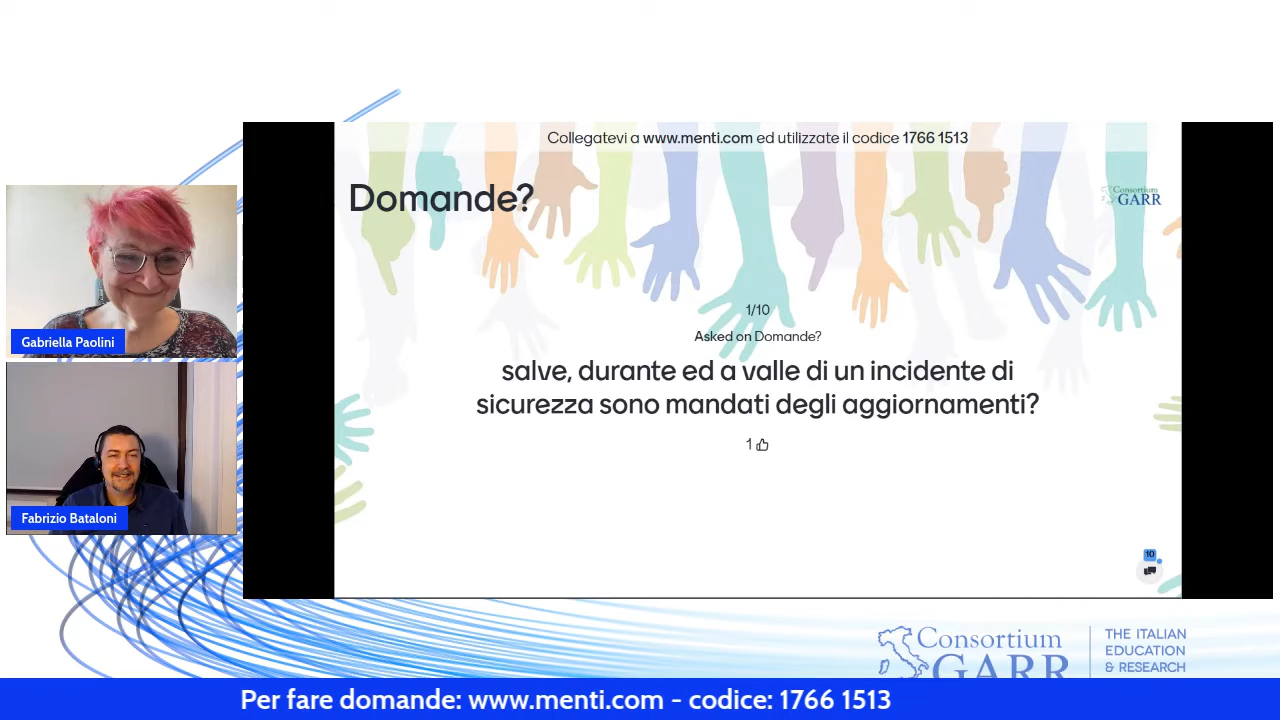 Collegatevi a www.menti.com ed utilizzate il codice 1766 1513
Domande?
Consortium
GARR
1/10
Asked on Domande?
salve, durante ed a valle di un incidente di
sicurezza sono mandati degli aggiornamenti?
1
Gabriella Paolini
Fabrizio Bataloni
10
Consortium
GARR
THE ITALIAN
EDUCATION
& RESEARCH
Per fare domande: www.menti.com - codice: 1766 1513